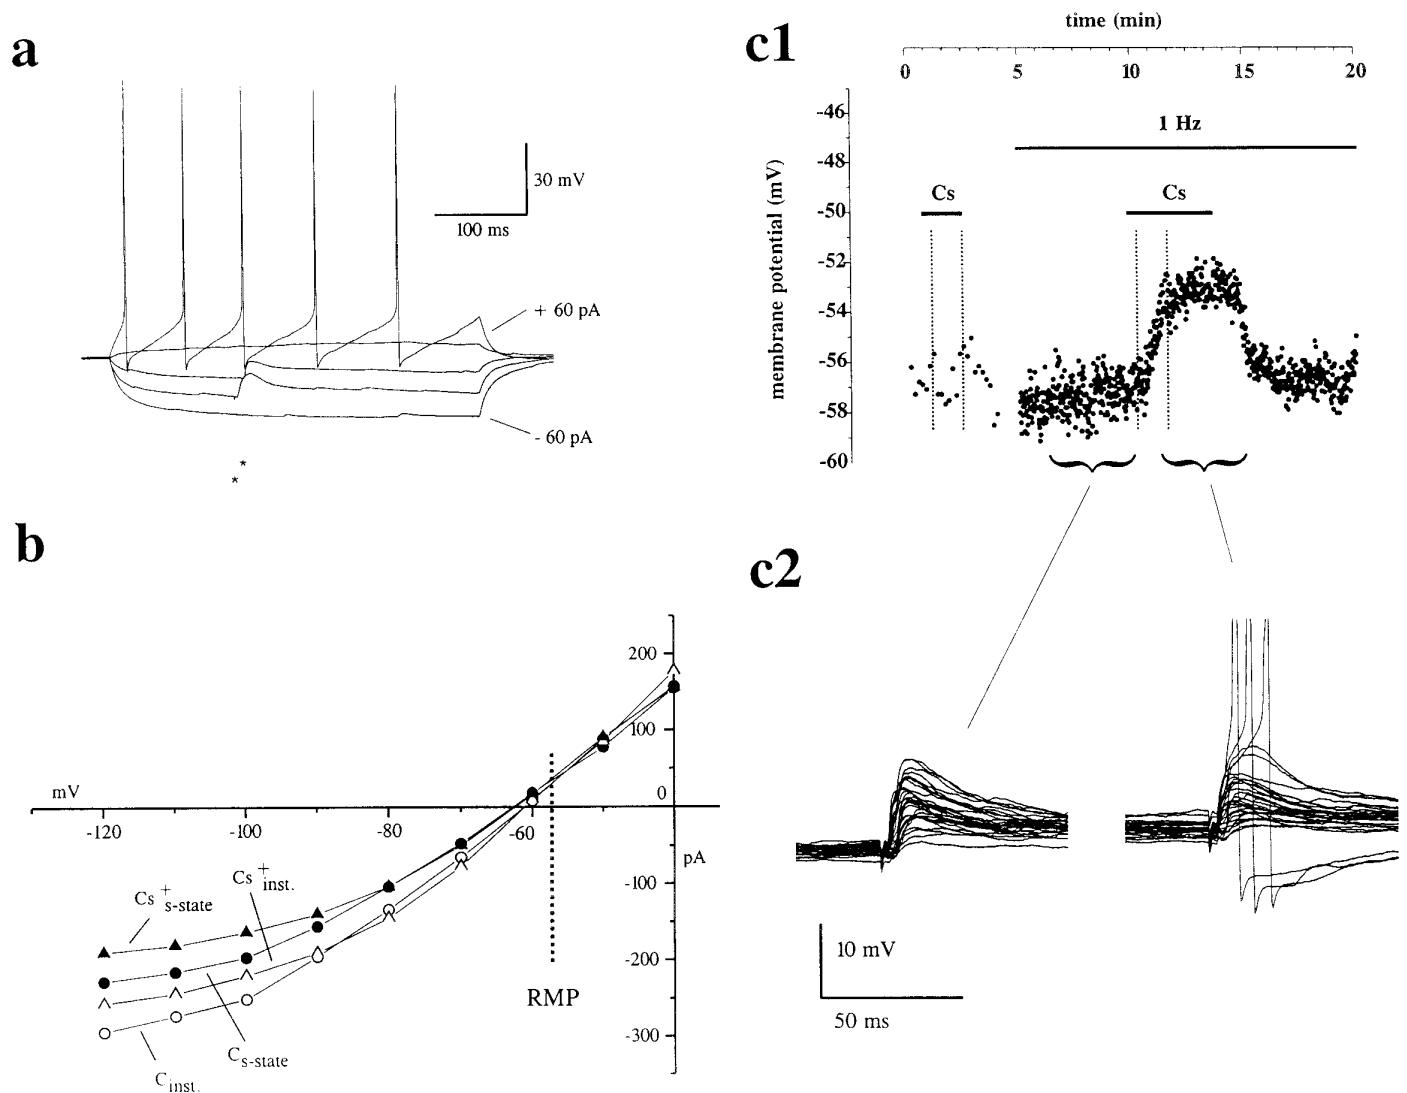 a
30 mV
100 ms
+ 60 pA
- 60 pA
*
*
b
mV
-120
-100
-80
-60
200
100
0
-100
-200
-300
pA
Cs+ s-state
Cs+ inst.
C s-state
C inst.
RMP
c1
time (min)
0 5 10 15 20
membrane potential (mV)
-46
-48
-50
-52
-54
-56
-58
-60
1 Hz
Cs
Cs
c2
10 mV
50 ms